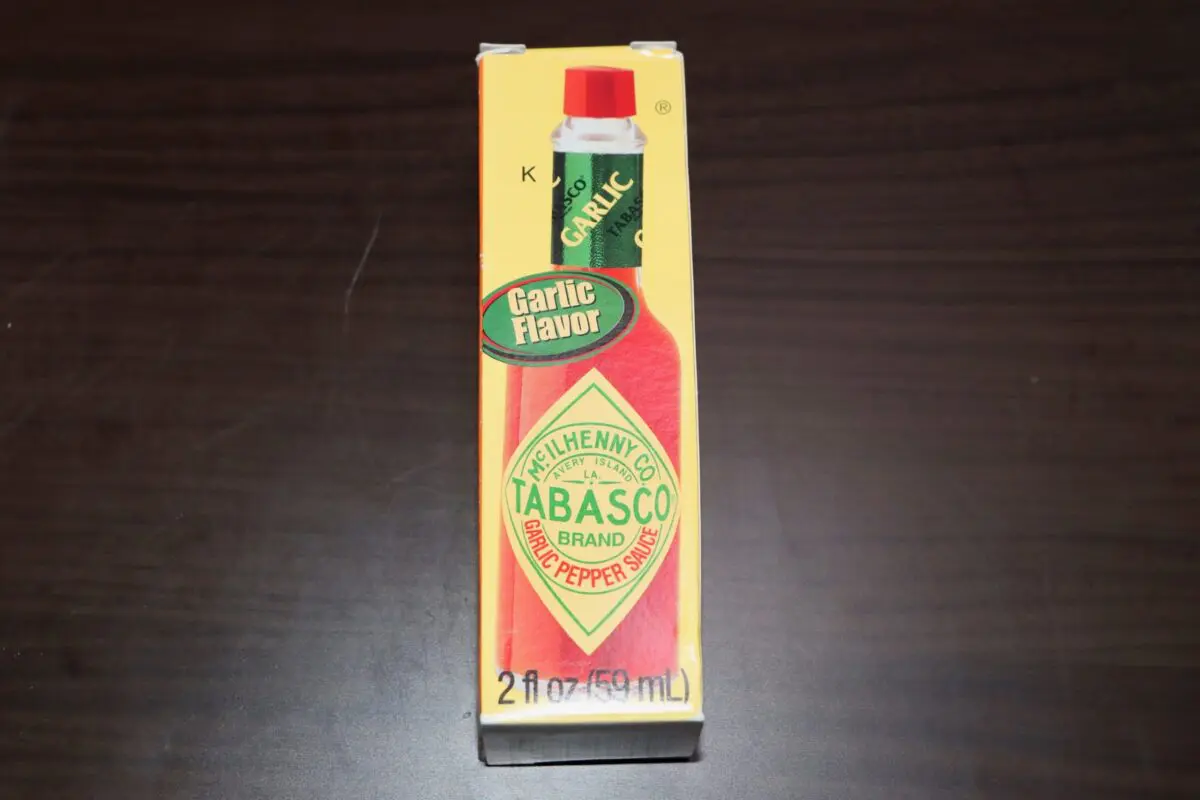 ®
K
TABASCO®
GARLIC
TABAS
Garlic
Flavor
McILHENNY CO.
AVERY ISLAND
LA.
TABASCO®
BRAND
GARLIC PEPPER SAUCE
2 fl oz (59 mL)